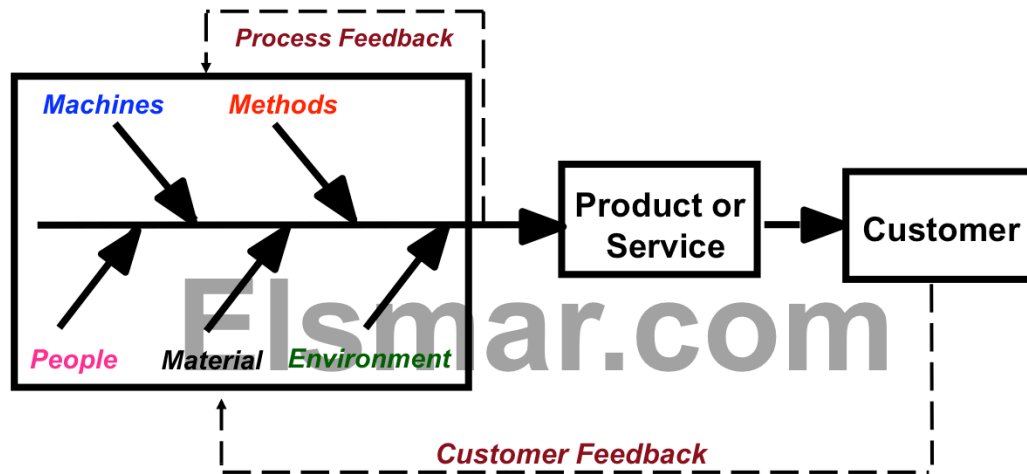 Process Feedback
Machines
Methods
Product or
Service
Customer
Elsmar.com
People
Material
Environment
Customer Feedback